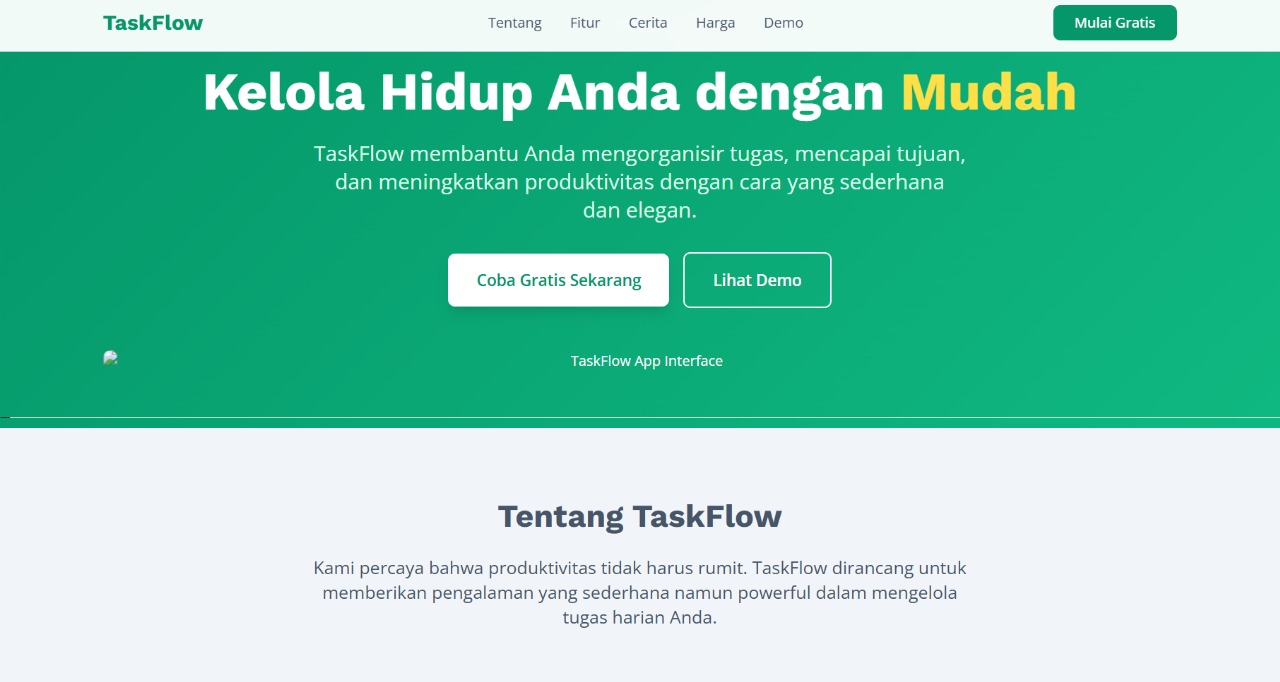 TaskFlow
Tentang
Fitur
Cerita
Harga
Demo
Mulai Gratis
Kelola Hidup Anda dengan Mudah
TaskFlow membantu Anda mengorganisir tugas, mencapai tujuan,
dan meningkatkan produktivitas dengan cara yang sederhana
dan elegan.
Coba Gratis Sekarang
Lihat Demo
TaskFlow App Interface
Tentang TaskFlow
Kami percaya bahwa produktivitas tidak harus rumit. TaskFlow dirancang untuk
memberikan pengalaman yang sederhana namun powerful dalam mengelola
tugas harian Anda.